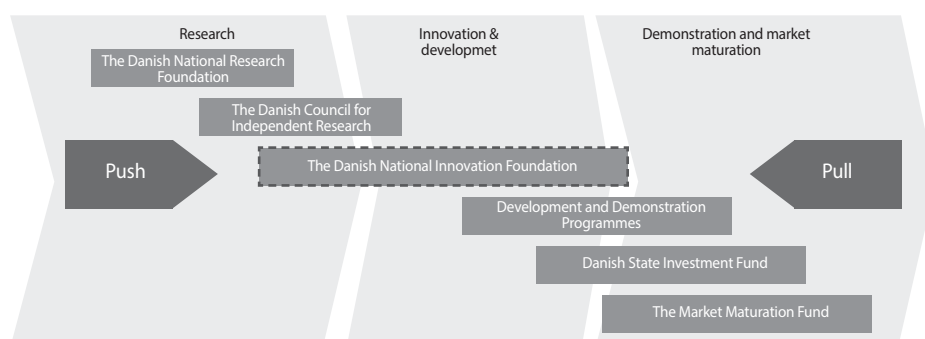 Research
Innovation &
developmet
Demonstration and market
maturation
The Danish National Research
Foundation
The Danish Council for
Independent Research
Push
The Danish National Innovation Foundation
Pull
Development and Demonstration
Programmes
Danish State Investment Fund
The Market Maturation Fund